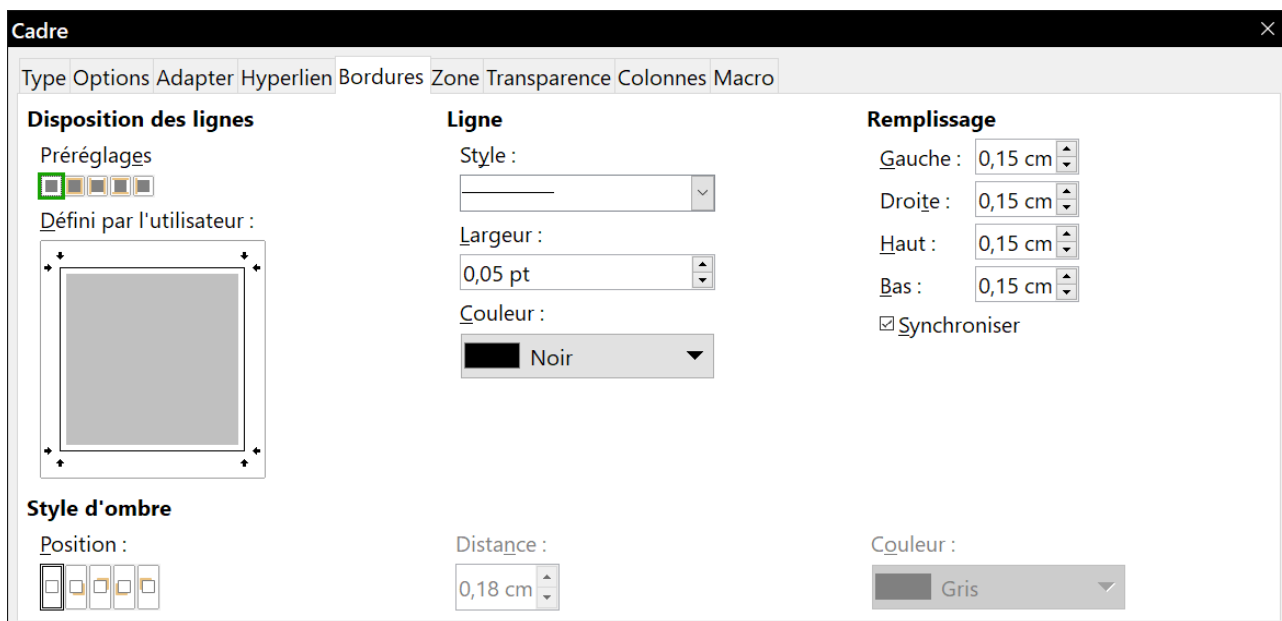 Cadre
Type Options Adapter Hyperlien Bordures Zone Transparence Colonnes Macro
Disposition des lignes
Préréglages
Défini par l'utilisateur :
Ligne
Style :
Largeur :
0,05 pt
Couleur :
Noir
Remplissage
Gauche : 0,15 cm
Droite : 0,15 cm
Haut : 0,15 cm
Bas : 0,15 cm
Synchroniser
Style d'ombre
Position :
Distance :
0,18 cm
Couleur :
Gris